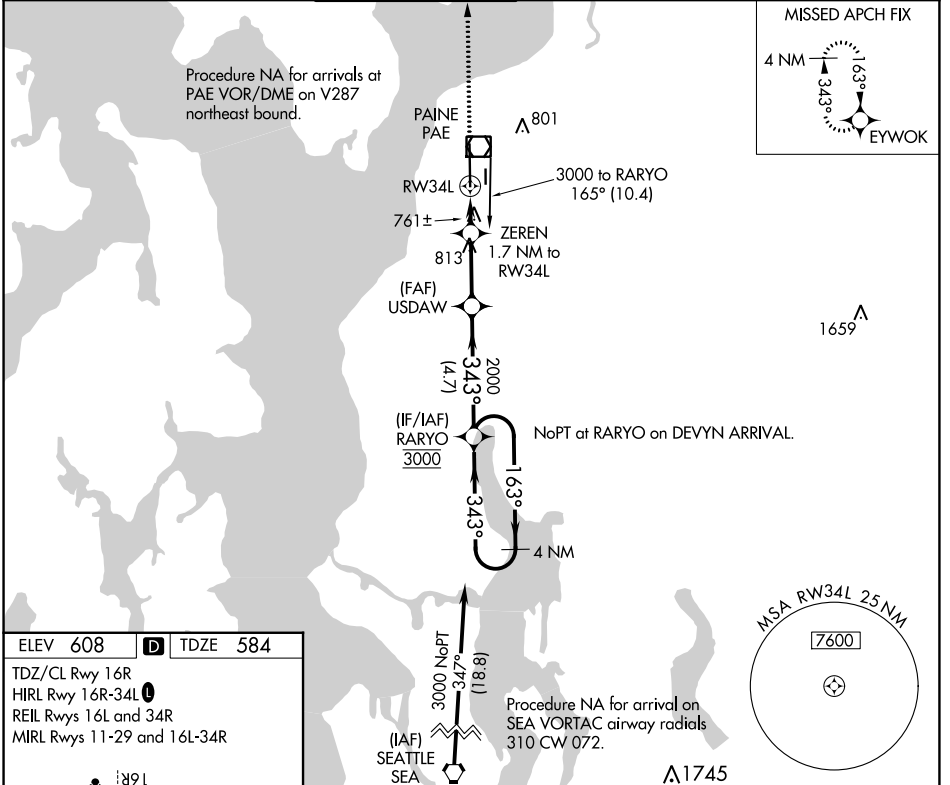 MISSED APCH FIX
4 NM
163°
343°
EYWOK
Procedure NA for arrivals at
PAE VOR/DME on V287
northeast bound.
PAINE
PAE
801
RW34L
3000 to RARYO
165° (10.4)
761±
813
ZEREN
1.7 NM to
RW34L
(FAF)
USDAW
1659
2000
343°
(4.7)
(IF/IAF)
RARYO
3000
NoPT at RARYO on DEVYN ARRIVAL.
163°
343°
4 NM
MSA RW34L 25 NM
7600
3000 NoPT
347°
(18.8)
Procedure NA for arrival on
SEA VORTAC airway radials
310 CW 072.
(IAF)
SEATTLE
SEA
1745
ELEV 608 D TDZE 584
TDZ/CL Rwy 16R
HIRL Rwy 16R-34L L
REIL Rwys 16L and 34R
MIRL Rwys 11-29 and 16L-34R
16R